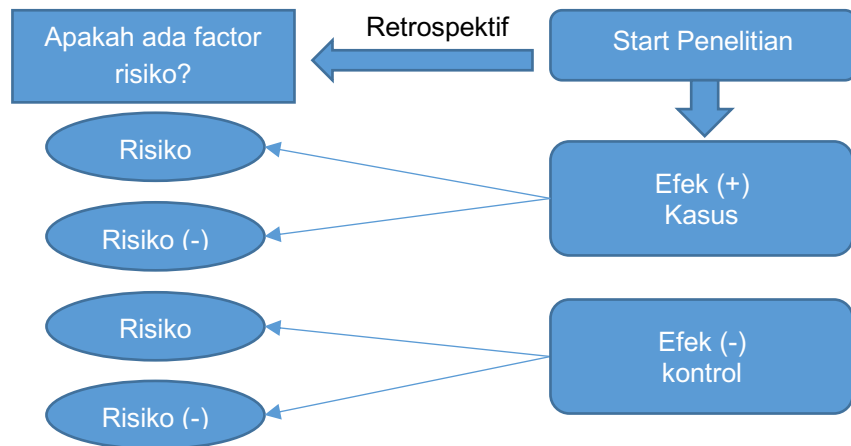 Apakah ada factor
risiko?
Retrospektif
Start Penelitian
Risiko
Risiko (-)
Efek (+)
Kasus
Risiko
Risiko (-)
Efek (-)
kontrol